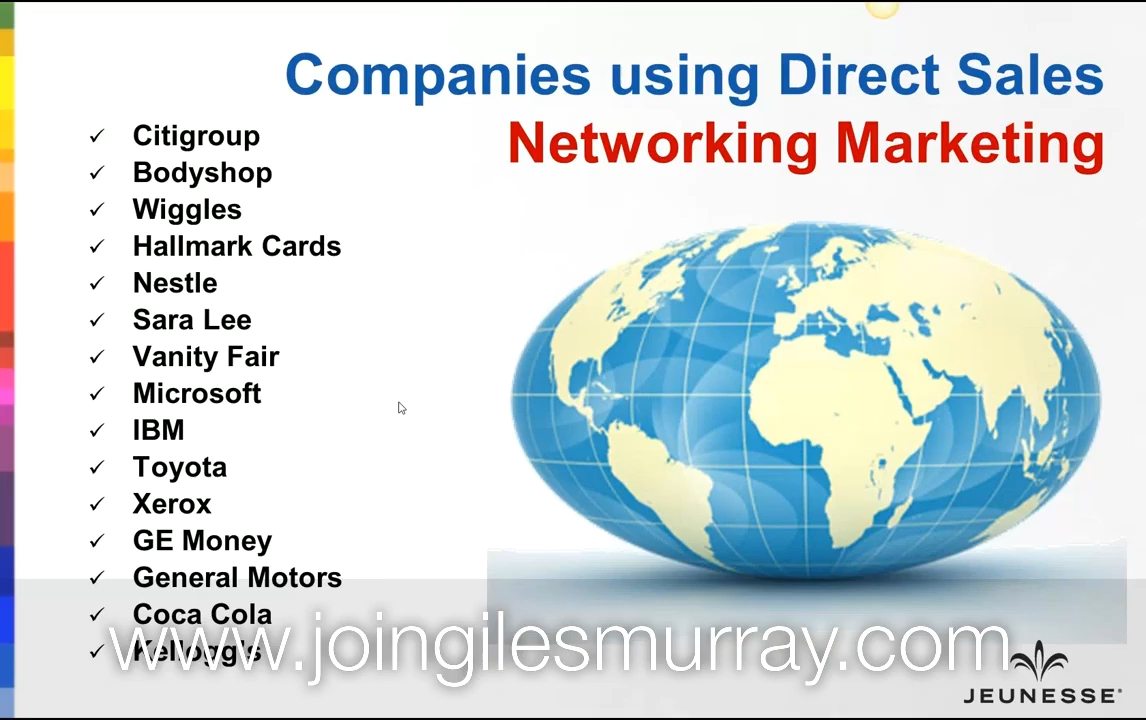 Companies using Direct Sales
Networking Marketing
Citigroup
Bodyshop
Wiggles
Hallmark Cards
Nestle
Sara Lee
Vanity Fair
Microsoft
IBM
Toyota
Xerox
GE Money
General Motors
Coca Cola
Kelloggs
www.joingilesmurray.com
JEUNESSE